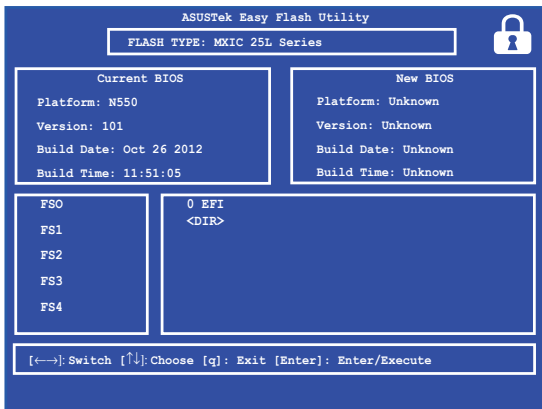 ASUSTek Easy Flash Utility
FLASH TYPE: MXIC 25L Series
Current BIOS
Platform: N550
Version: 101
Build Date: Oct 26 2012
Build Time: 11:51:05
New BIOS
Platform: Unknown
Version: Unknown
Build Date: Unknown
Build Time: Unknown
FSO
FS1
FS2
FS3
FS4
0 EFI
<DIR>
[←→]: Switch [↑↓]: Choose [q]: Exit [Enter]: Enter/Execute